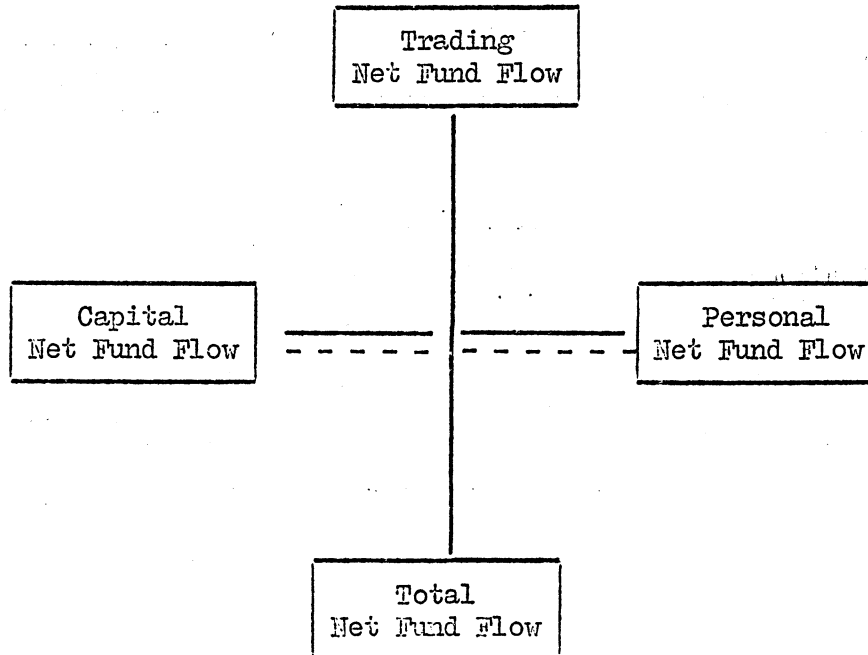 Trading
Net Fund Flow
Capital
Net Fund Flow
Personal
Net Fund Flow
Total
Net Fund Flow